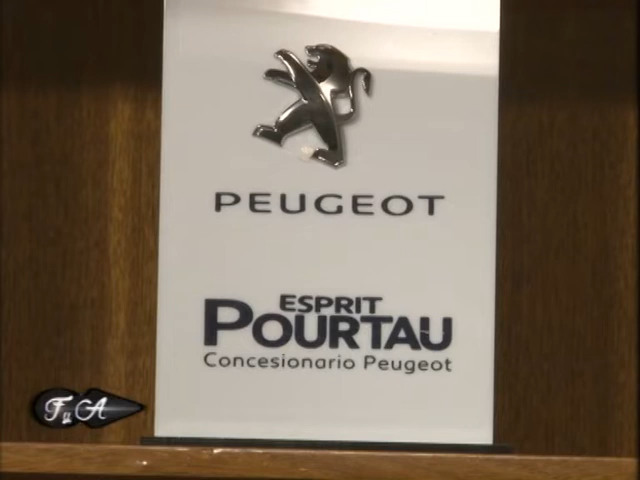 PEUGEOT
ESPRIT
POURTAU
Concesionario Peugeot
F y A